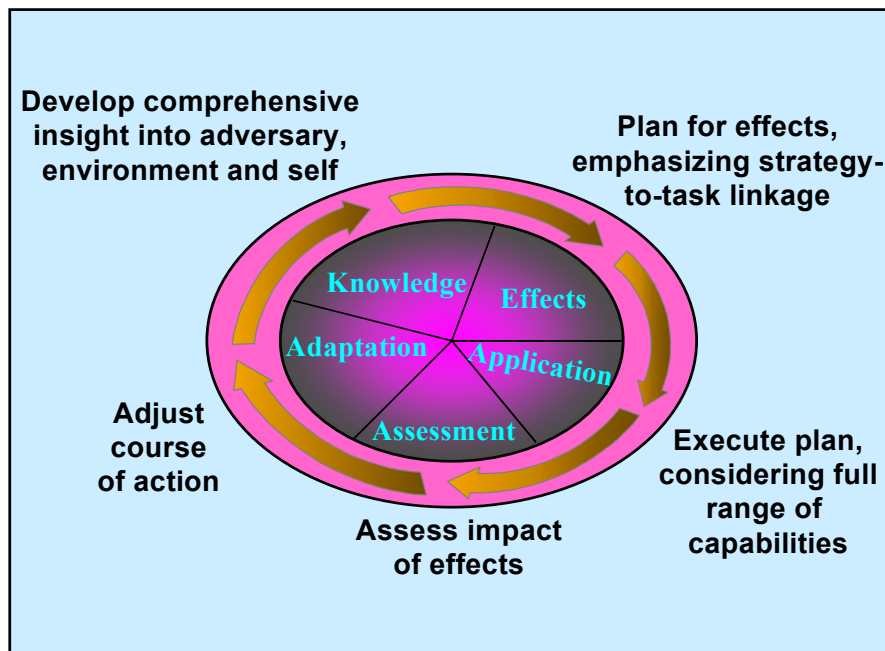 Develop comprehensive
insight into adversary,
environment and self
Plan for effects,
emphasizing strategy-
to-task linkage
Knowledge
Effects
Adaptation
Application
Assessment
Adjust
course
of action
Execute plan,
considering full
range of
capabilities
Assess impact
of effects